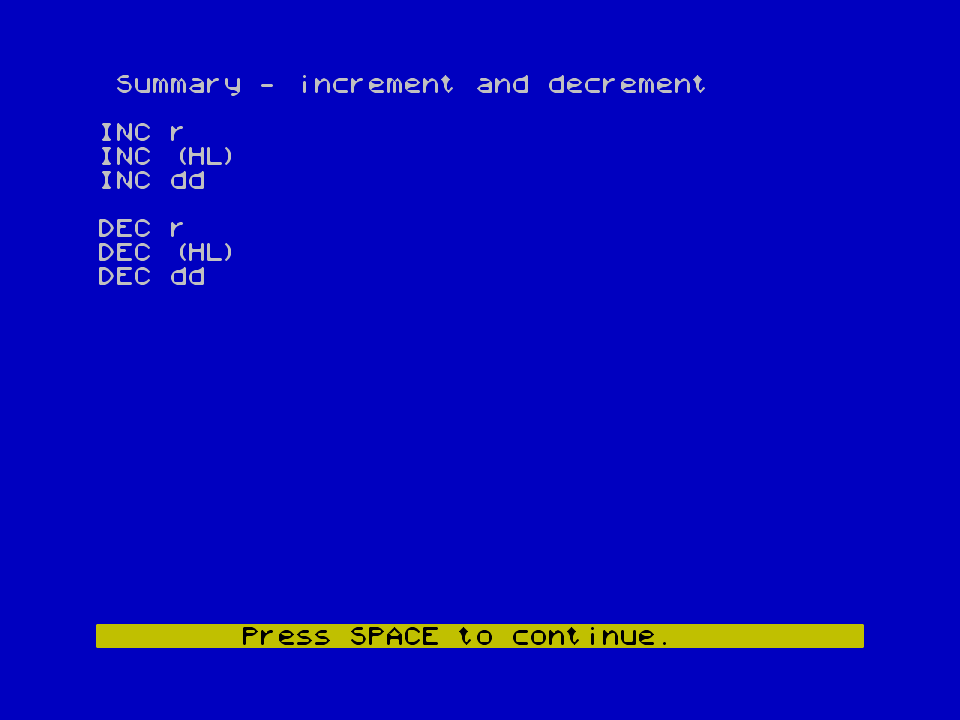 Summary - increment and decrement
INC r
INC (HL)
INC dd
DEC r
DEC (HL)
DEC dd
Press SPACE to continue.